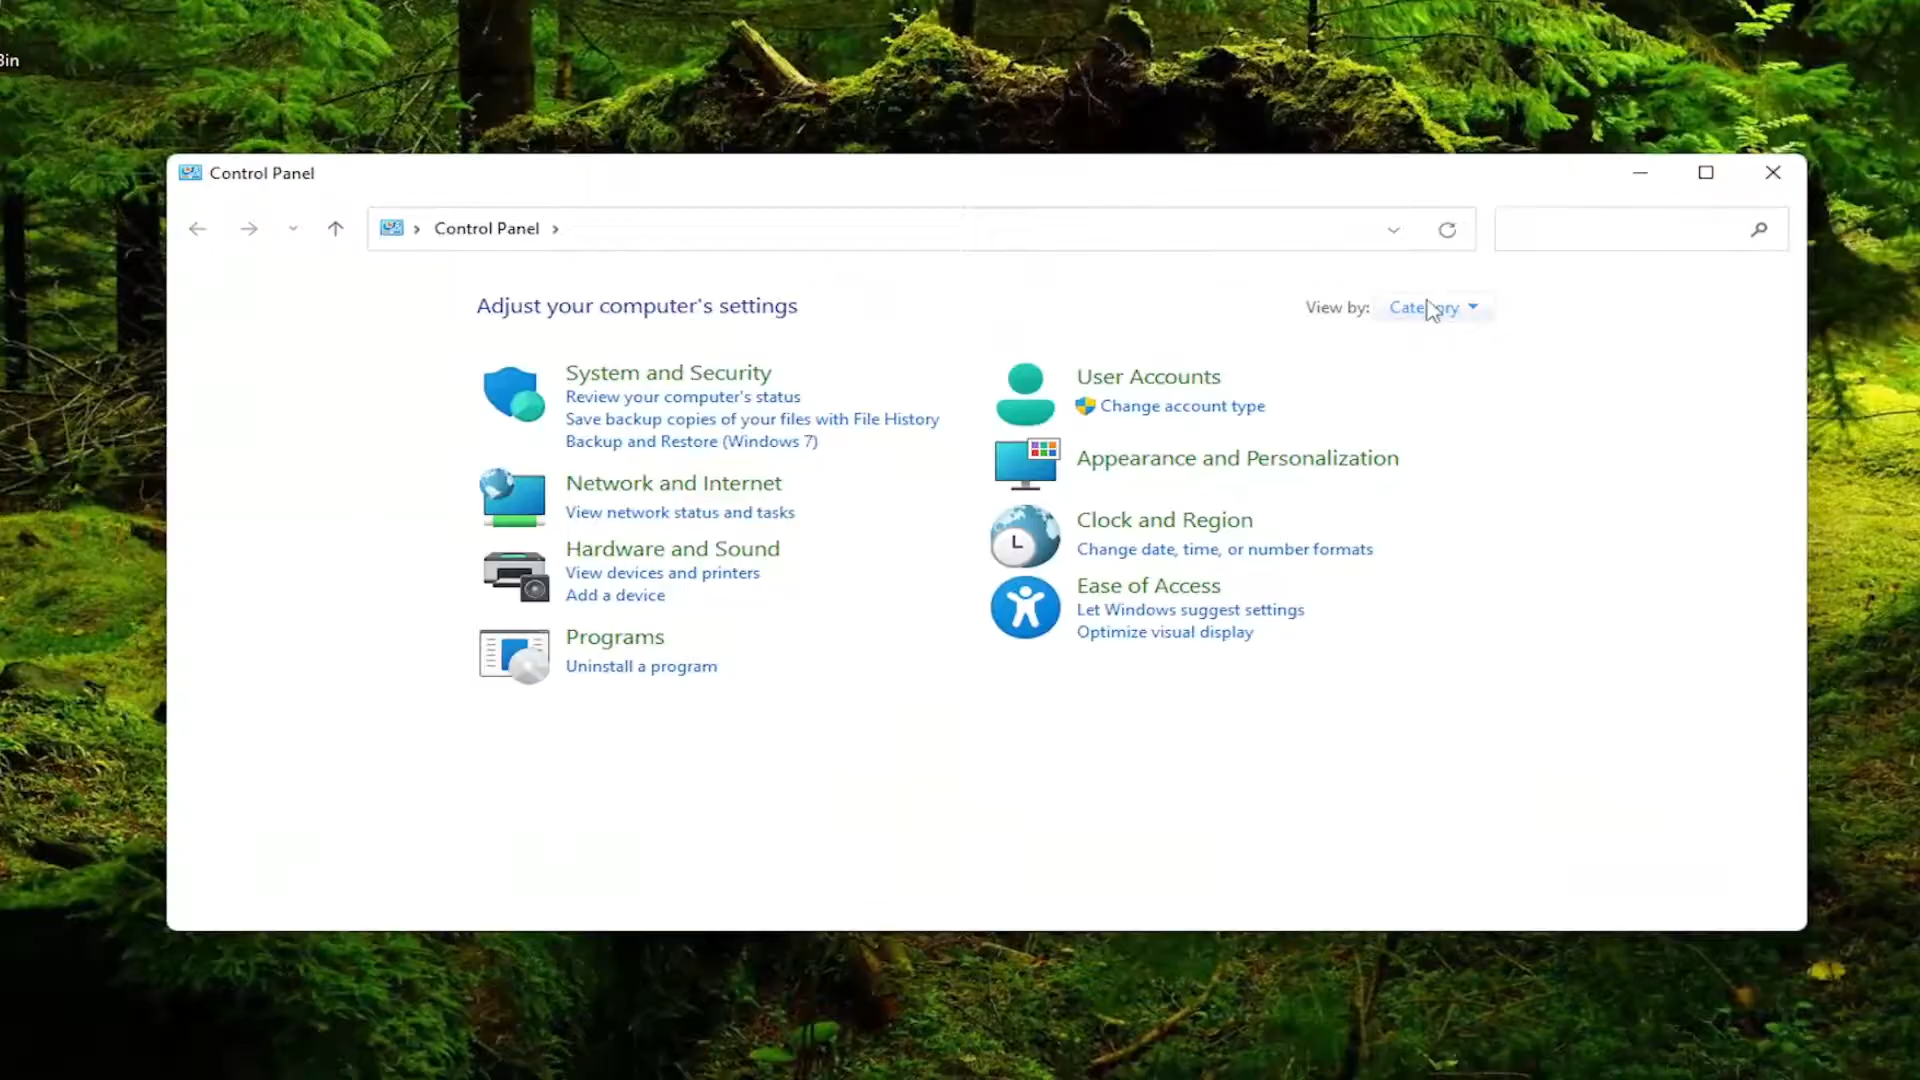 Bin
Control Panel
Control Panel
Adjust your computer's settings
View by: Category
System and Security
Review your computer's status
Save backup copies of your files with File History
Backup and Restore (Windows 7)
Network and Internet
View network status and tasks
Hardware and Sound
View devices and printers
Add a device
Programs
Uninstall a program
User Accounts
Change account type
Appearance and Personalization
Clock and Region
Change date, time, or number formats
Ease of Access
Let Windows suggest settings
Optimize visual display